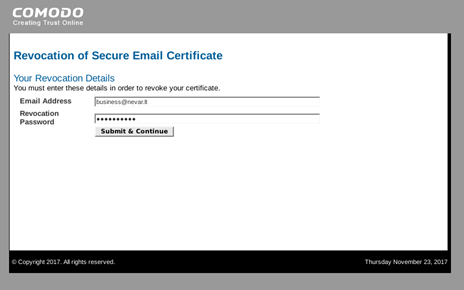 COMODO
Creating Trust Online
Revocation of Secure Email Certificate
Your Revocation Details
You must enter these details in order to revoke your certificate.
Email Address
business@nevar.lt
Revocation
Password
••••••••••
Submit & Continue
© Copyright 2017. All rights reserved.
Thursday November 23, 2017